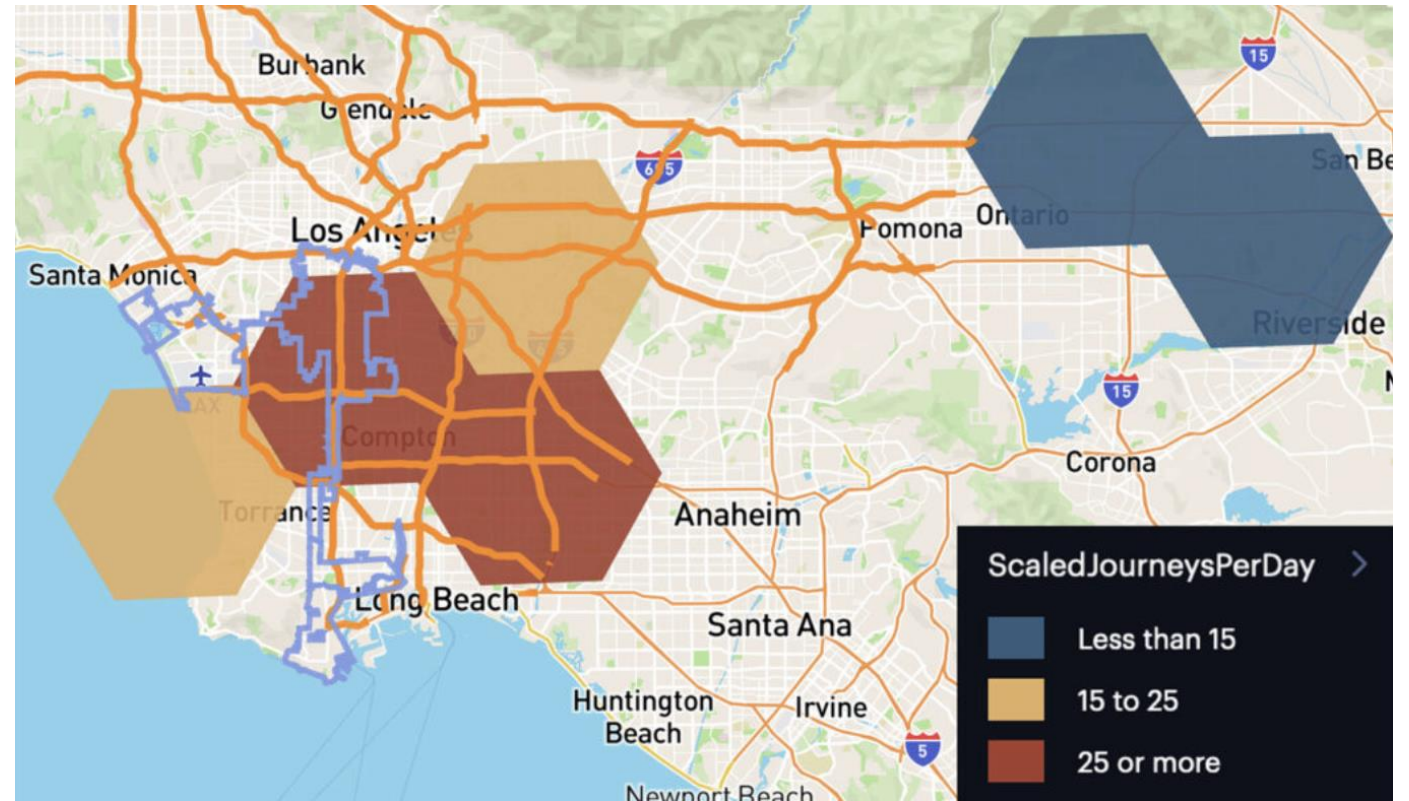 Burbank
Glendale
15
605
San Be
Los Angeles
Pomona
Ontario
Santa Monica
Riverside
15
LAX
Compton
Corona
Torrance
Anaheim
Long Beach
Santa Ana
Huntington
Beach
Irvine
5
Newport Beach
ScaledJourneysPerDay
Less than 15
15 to 25
25 or more